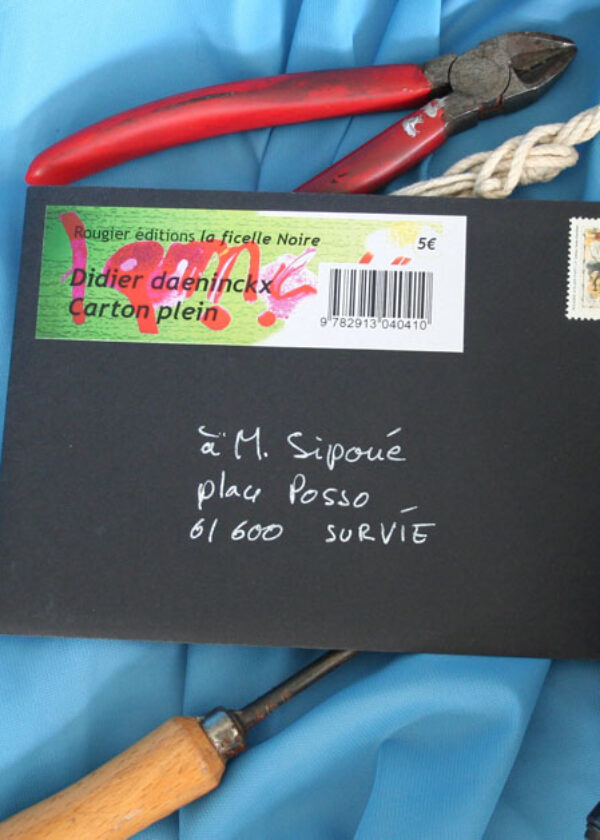 Rougier éditions la ficelle Noire
5€
Didier daeninckx
Carton plein
9 782913 040410
à M. Sipoué
place Posso
61 600 SURVIE